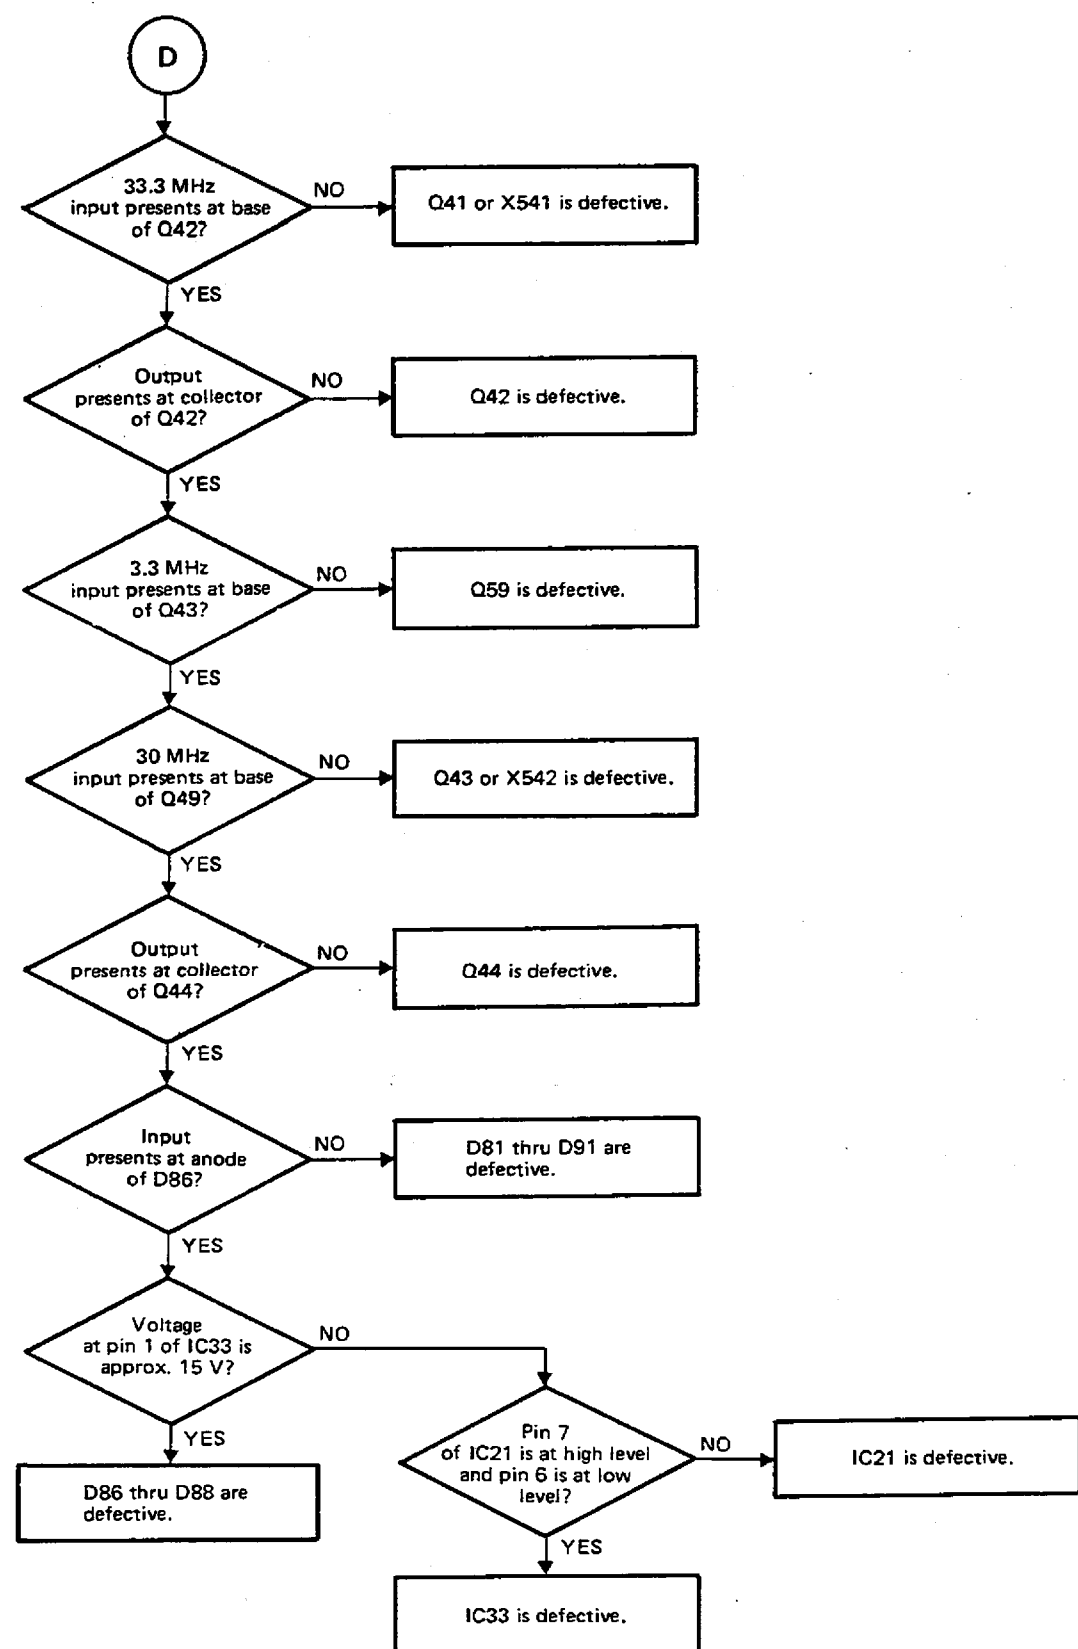 D
33.3 MHz
input presents at base
of Q42?
NO
Q41 or X541 is defective.
YES
Output
presents at collector
of Q42?
NO
Q42 is defective.
YES
3.3 MHz
input presents at base
of Q43?
NO
Q59 is defective.
YES
30 MHz
input presents at base
of Q49?
NO
Q43 or X542 is defective.
YES
Output
presents at collector
of Q44?
NO
Q44 is defective.
YES
Input
presents at anode
of D86?
NO
D81 thru D91 are
defective.
YES
Voltage
at pin 1 of IC33 is
approx. 15 V?
NO
YES
D86 thru D88 are
defective.
Pin 7
of IC21 is at high level
and pin 6 is at low
level?
NO
IC21 is defective.
YES
IC33 is defective.